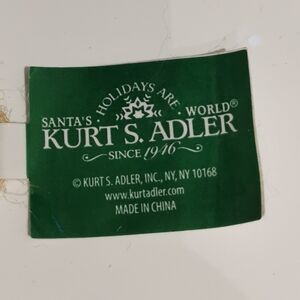 HOLIDAYS ARE
SANTA'S · WORLD®
KURT S. ADLER
SINCE 1946
© KURT S. ADLER, INC., NY, NY 10168
www.kurtadler.com
MADE IN CHINA